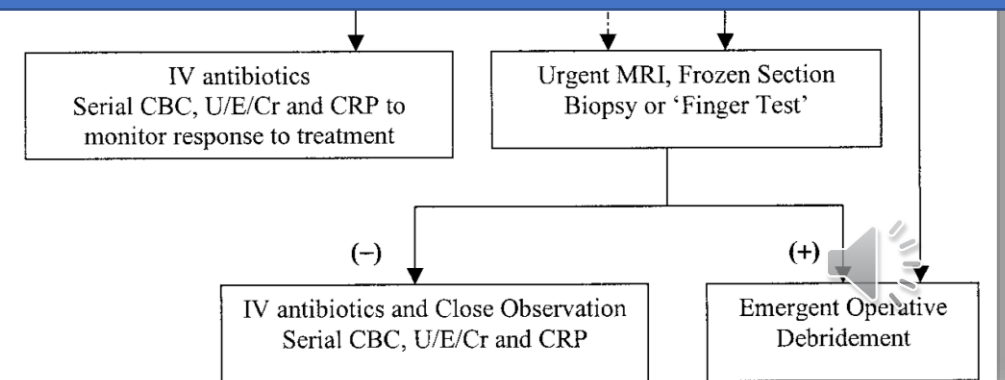 IV antibiotics
Serial CBC, U/E/Cr and CRP to
monitor response to treatment
Urgent MRI, Frozen Section
Biopsy or ‘Finger Test’
(−)
(+)
IV antibiotics and Close Observation
Serial CBC, U/E/Cr and CRP
Emergent Operative
Debridement